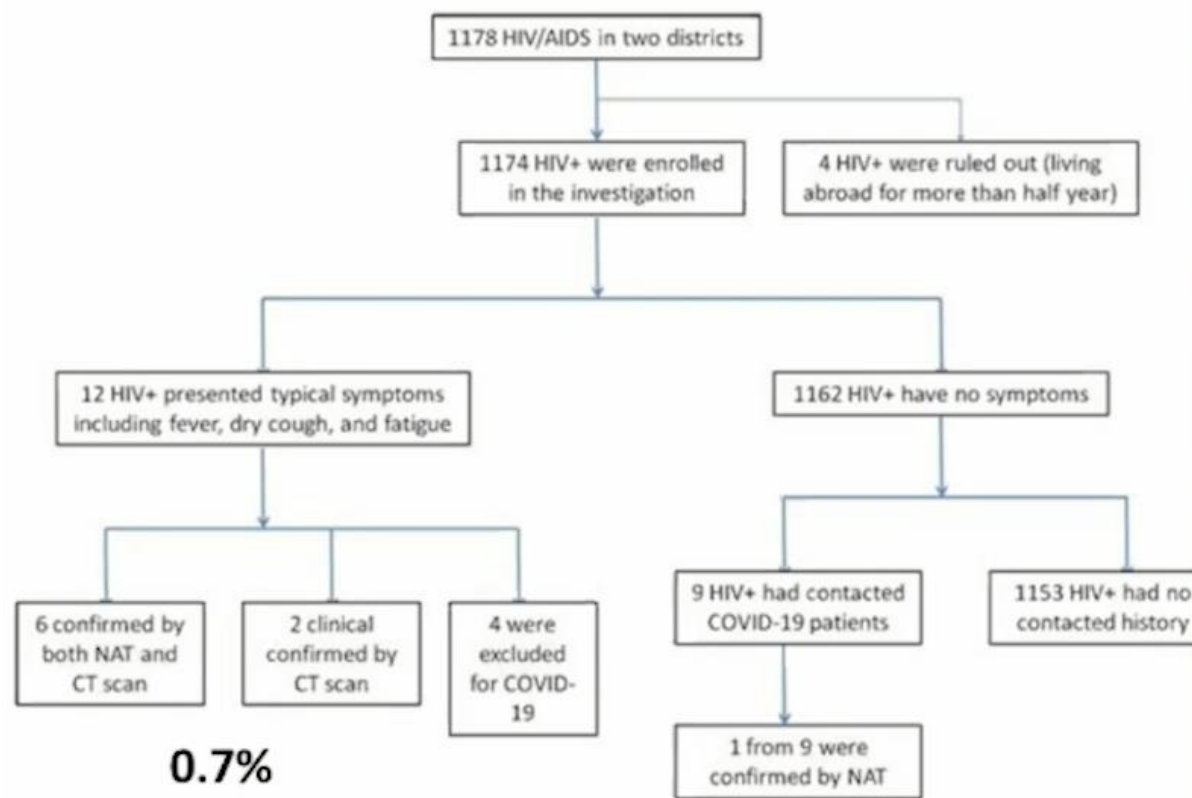 1178 HIV/AIDS in two districts
1174 HIV+ were enrolled
in the investigation
4 HIV+ were ruled out (living
abroad for more than half year)
12 HIV+ presented typical symptoms
including fever, dry cough, and fatigue
1162 HIV+ have no symptoms
6 confirmed by
both NAT and
CT scan
2 clinical
confirmed by
CT scan
4 were
excluded
for COVID-
19
9 HIV+ had contacted
COVID-19 patients
1153 HIV+ had no
contacted history
1 from 9 were
confirmed by NAT
0.7%